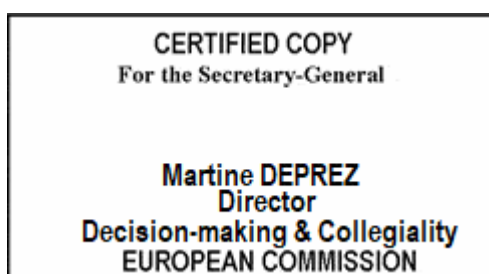 CERTIFIED COPY
For the Secretary-General
Martine DEPREZ
Director
Decision-making & Collegiality
EUROPEAN COMMISSION